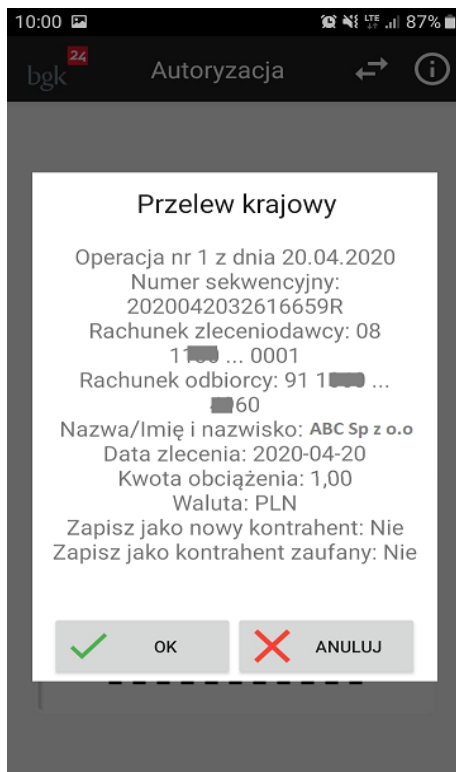 10:00 LTE 87%
bgk 24 Autoryzacja
Przelew krajowy
Operacja nr 1 z dnia 20.04.2020
Numer sekwencyjny:
2020042032616659R
Rachunek zleceniodawcy: 08
1 ... 0001
Rachunek odbiorcy: 91 1 ...
60
Nazwa/Imię i nazwisko: ABC Sp z o.o
Data zlecenia: 2020-04-20
Kwota obciążenia: 1,00
Waluta: PLN
Zapisz jako nowy kontrahent: Nie
Zapisz jako kontrahent zaufany: Nie
OK ANULUJ